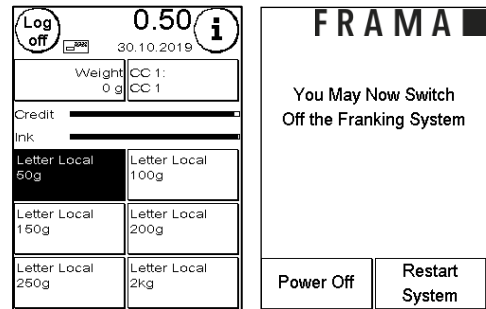 Log
off
0.50
i
30.10.2019
Weight
0 g
CC 1:
CC 1
Credit
Ink
Letter Local
50g
Letter Local
100g
Letter Local
150g
Letter Local
200g
Letter Local
250g
Letter Local
2kg
FRAMA
You May Now Switch
Off the Franking System
Power Off
Restart
System